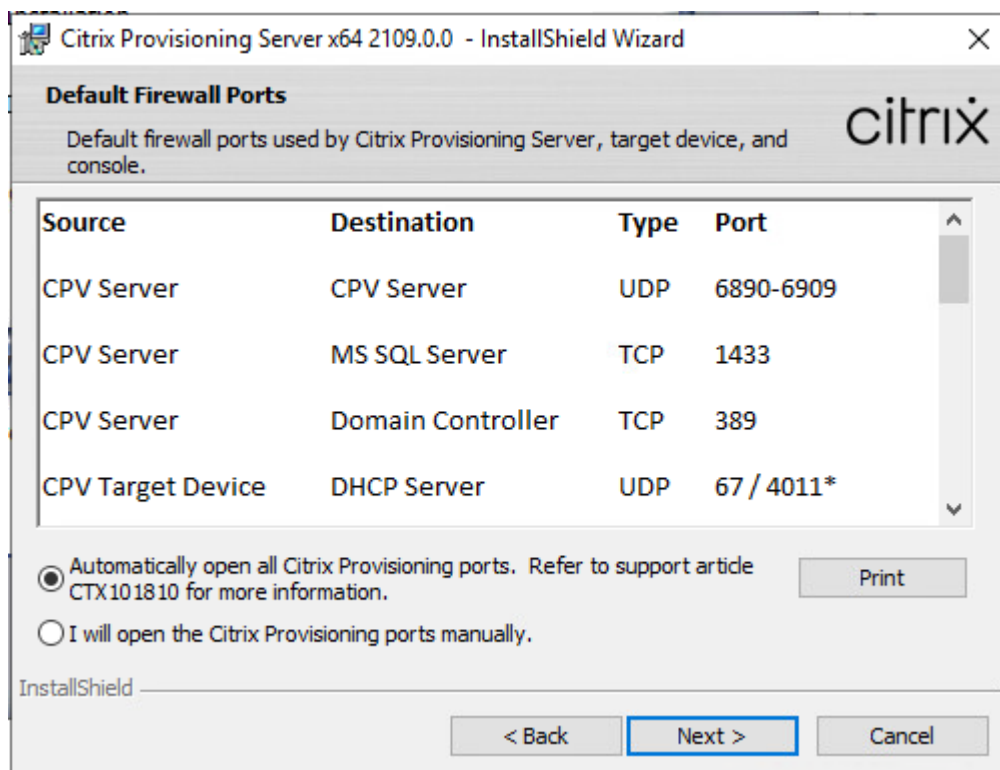 Citrix Provisioning Server x64 2109.0.0 - InstallShield Wizard
Default Firewall Ports
Default firewall ports used by Citrix Provisioning Server, target device, and
console.
citrix
Source Destination Type Port
CPV Server CPV Server UDP 6890-6909
CPV Server MS SQL Server TCP 1433
CPV Server Domain Controller TCP 389
CPV Target Device DHCP Server UDP 67 / 4011*
Automatically open all Citrix Provisioning ports. Refer to support article
CTX101810 for more information.
Print
I will open the Citrix Provisioning ports manually.
InstallShield
< Back Next > Cancel